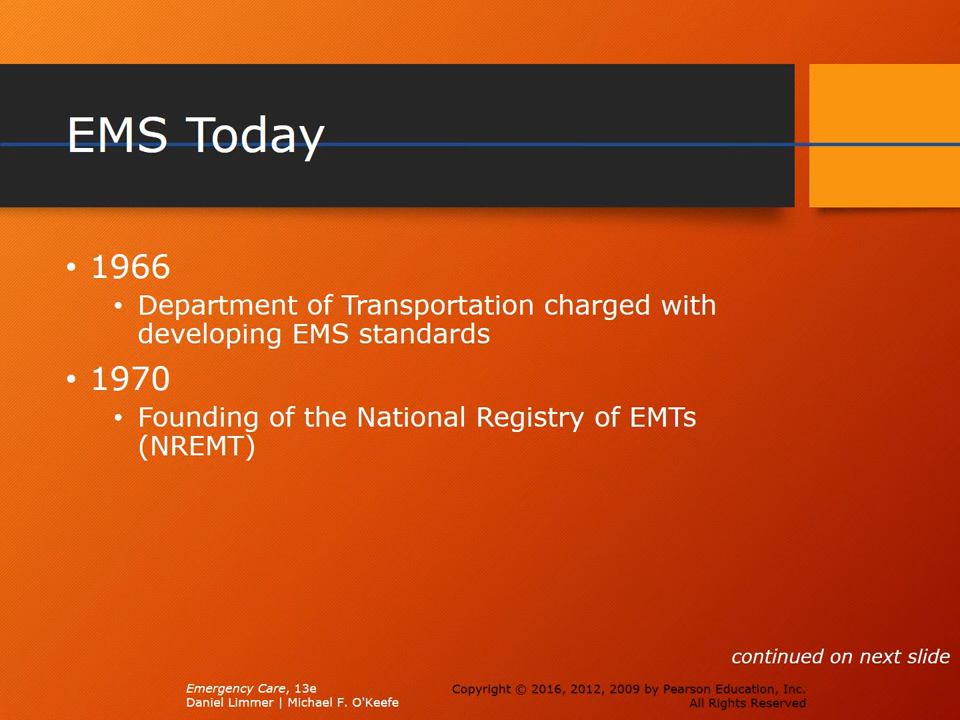 EMS Today
• 1966
• Department of Transportation charged with
developing EMS standards
• 1970
• Founding of the National Registry of EMTs
(NREMT)
continued on next slide
Emergency Care, 13e
Daniel Limmer | Michael F. O'Keefe
Copyright © 2016, 2012, 2009 by Pearson Education, Inc.
All Rights Reserved